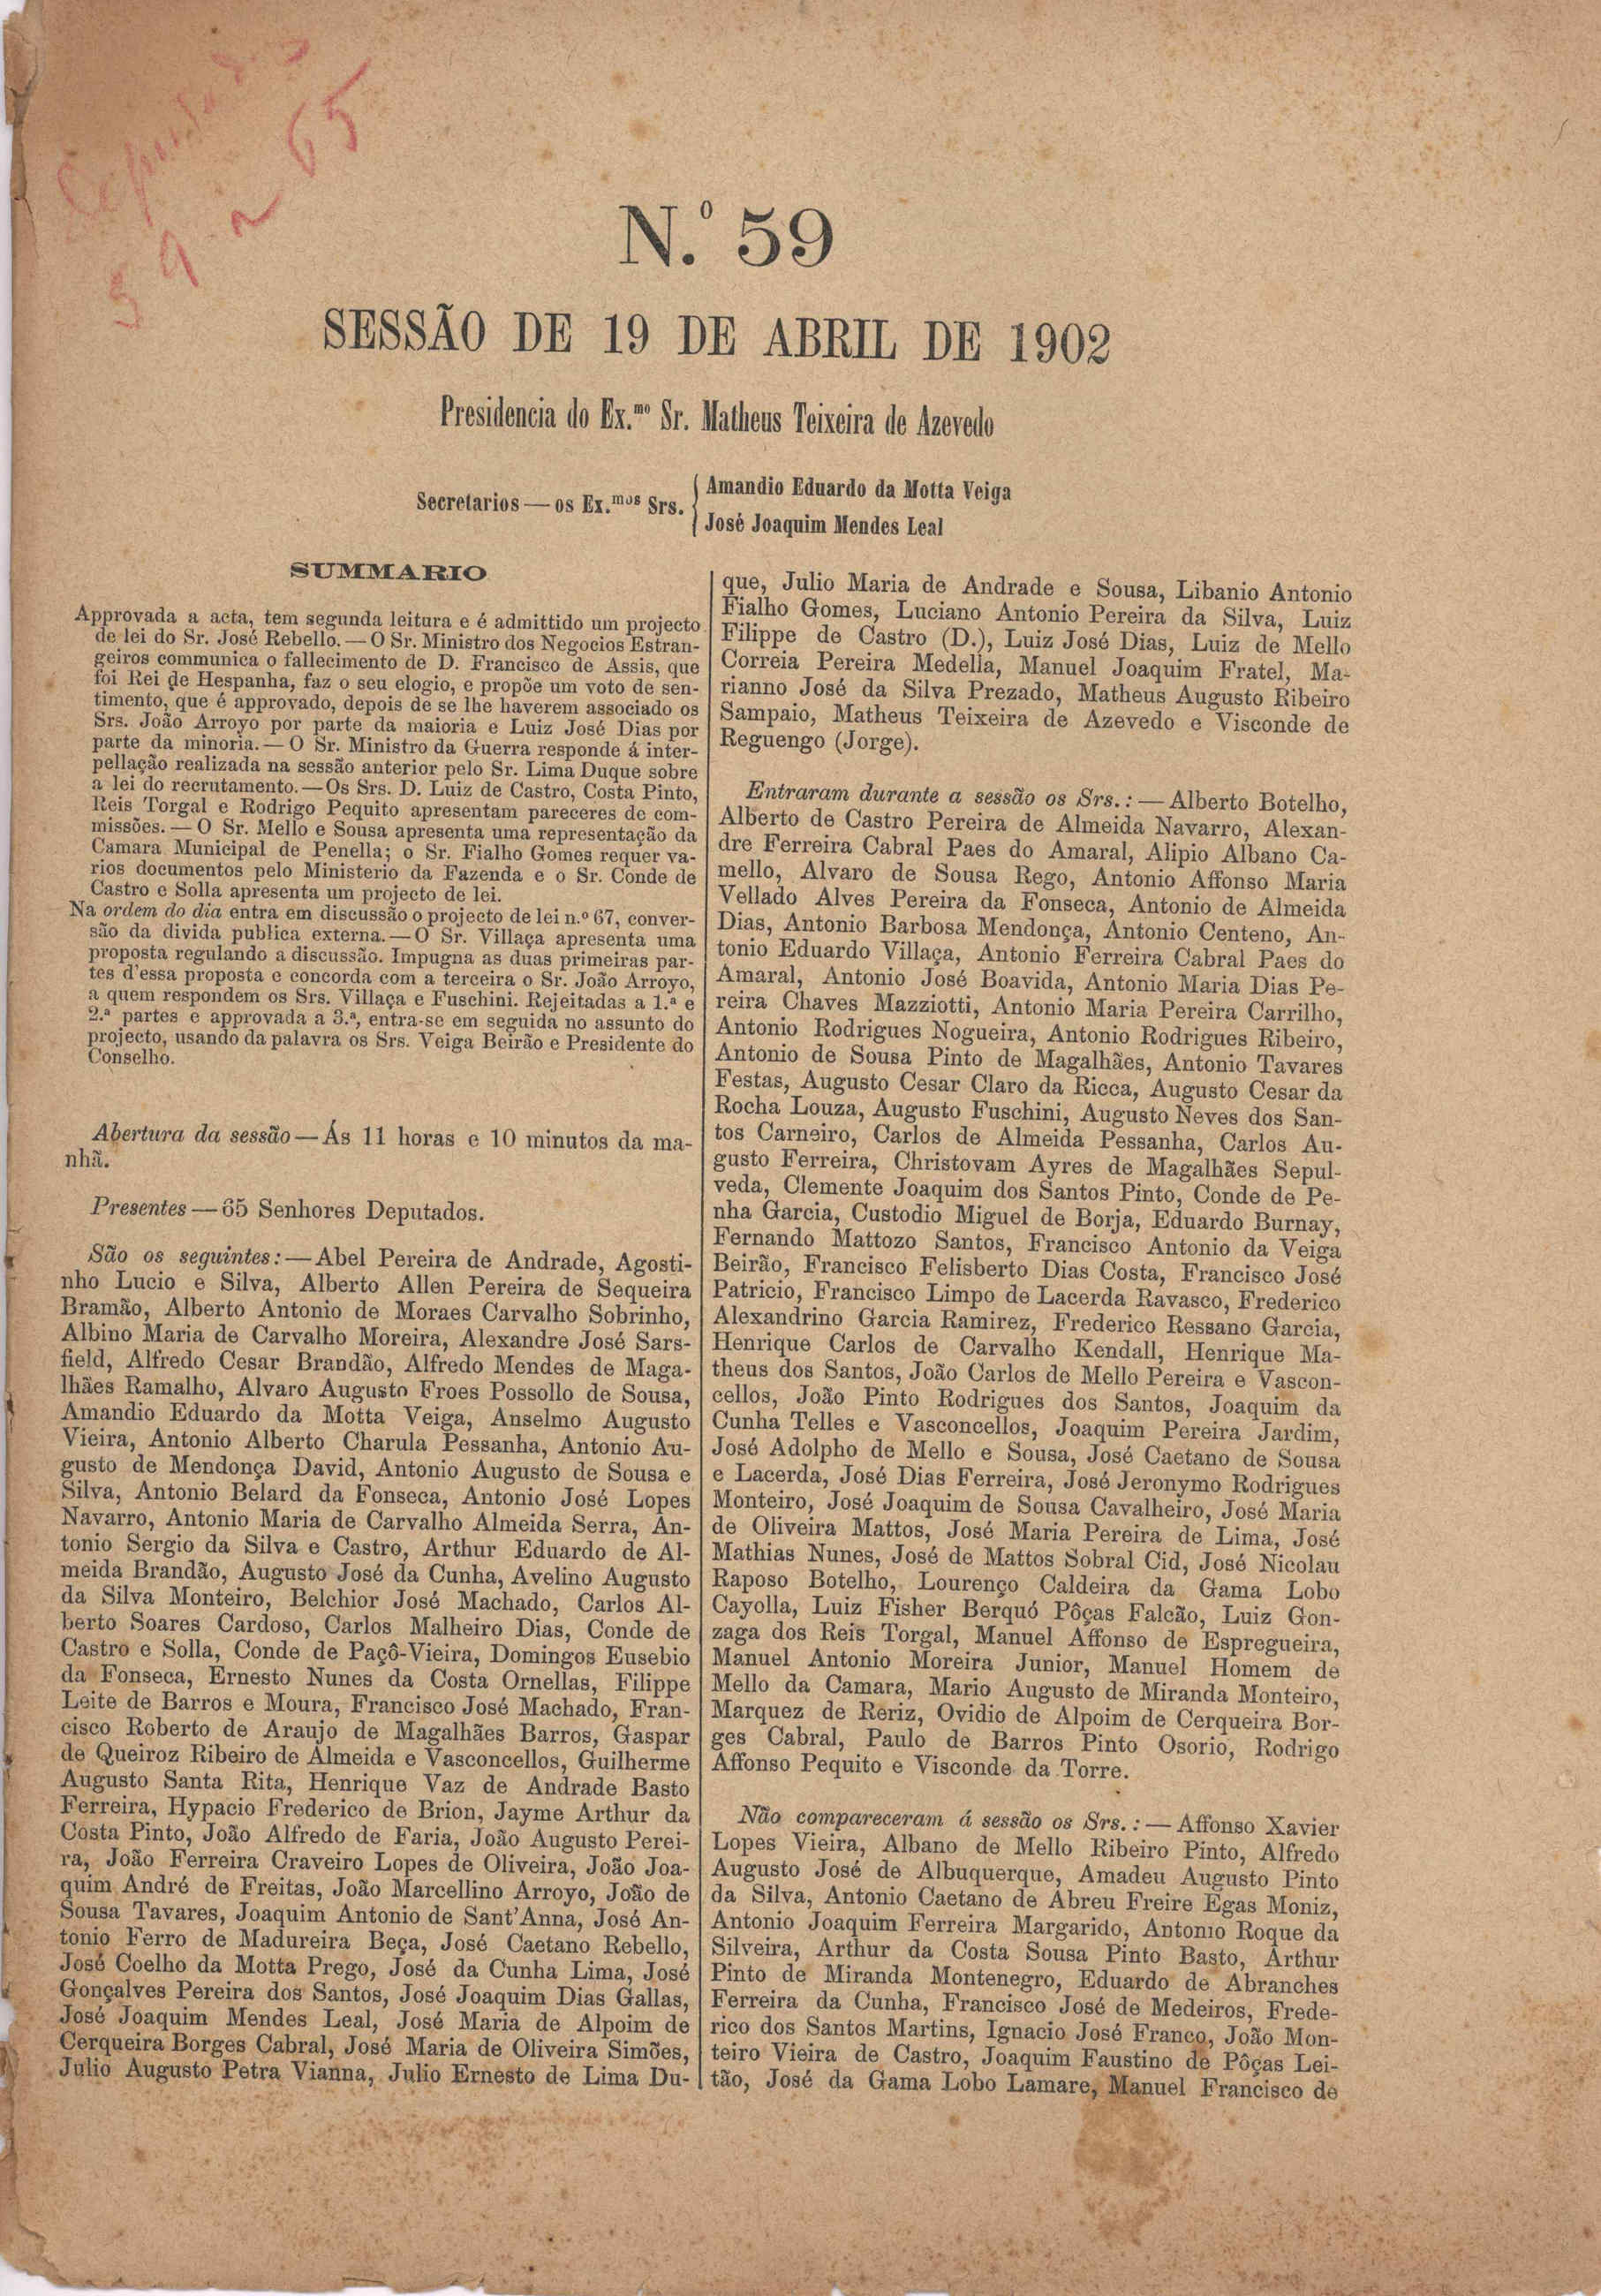 Deputados
59 a 65
N.º 59
SESSÃO DE 19 DE ABRIL DE 1902
Presidencia do Ex.mo Sr. Matheus Teixeira de Azevedo
Secretarios — os Ex.mos Srs.
Amandio Eduardo da Motta Veiga
José Joaquim Mendes Leal
SUMMARIO
Approvada a acta, tem segunda leitura e é admittido um projecto
de lei do Sr. José Rebello. — O Sr. Ministro dos Negocios Estran-
geiros communica o fallecimento de D. Francisco de Assis, que
foi Rei de Hespanha, faz o seu elogio, e propõe um voto de sen-
timento, que é approvado, depois de se lhe haverem associado os
Srs. João Arroyo por parte da maioria e Luiz José Dias por
parte da minoria. — O Sr. Ministro da Guerra responde á inter-
pellação realizada na sessão anterior pelo Sr. Lima Duque sobre
a lei do recrutamento. — Os Srs. D. Luiz de Castro, Costa Pinto,
Reis Torgal e Rodrigo Pequito apresentam pareceres de com-
missões. — O Sr. Mello e Sousa apresenta uma representação da
Camara Municipal de Penella; o Sr. Fialho Gomes requer va-
rios documentos pelo Ministerio da Fazenda e o Sr. Conde de
Castro e Solla apresenta um projecto de lei.
Na ordem do dia entra em discussão o projecto de lei n.º 67, conver-
são da divida publica externa. — O Sr. Villaça apresenta uma
proposta regulando a discussão. Impugna as duas primeiras par-
tes d'essa proposta e concorda com a terceira o Sr. João Arroyo,
a quem respondem os Srs. Villaça e Fuschini. Rejeitadas a 1.ª e
2.ª partes e approvada a 3.ª, entra-se em seguida no assunto do
projecto, usando da palavra os Srs. Veiga Beirão e Presidente do
Conselho.
Abertura da sessão — Ás 11 horas e 10 minutos da ma-
nhã.
Presentes — 65 Senhores Deputados.
São os seguintes: — Abel Pereira de Andrade, Agosti-
nho Lucio e Silva, Alberto Allen Pereira de Sequeira
Bramão, Alberto Antonio de Moraes Carvalho Sobrinho,
Albino Maria de Carvalho Moreira, Alexandre José Sars-
field, Alfredo Cesar Brandão, Alfredo Mendes de Maga-
lhães Ramalho, Alvaro Augusto Froes Possollo de Sousa,
Amandio Eduardo da Motta Veiga, Anselmo Augusto
Vieira, Antonio Alberto Charula Pessanha, Antonio Au-
gusto de Mendonça David, Antonio Augusto de Sousa e
Silva, Antonio Belard da Fonseca, Antonio José Lopes
Navarro, Antonio Maria de Carvalho Almeida Serra, An-
tonio Sergio da Silva e Castro, Arthur Eduardo de Al-
meida Brandão, Augusto José da Cunha, Avelino Augusto
da Silva Monteiro, Belchior José Machado, Carlos Al-
berto Soares Cardoso, Carlos Malheiro Dias, Conde de
Castro e Solla, Conde de Paçô-Vieira, Domingos Eusebio
da Fonseca, Ernesto Nunes da Costa Ornellas, Filippe
Leite de Barros e Moura, Francisco José Machado, Fran-
cisco Roberto de Araujo de Magalhães Barros, Gaspar
de Queiroz Ribeiro de Almeida e Vasconcellos, Guilherme
Augusto Santa Rita, Henrique Vaz de Andrade Basto
Ferreira, Hypacio Frederico de Brion, Jayme Arthur da
Costa Pinto, João Alfredo de Faria, João Augusto Perei-
ra, João Ferreira Craveiro Lopes de Oliveira, João Joa-
quim André de Freitas, João Marcellino Arroyo, João de
Sousa Tavares, Joaquim Antonio de Sant'Anna, José An-
tonio Ferro de Madureira Beça, José Caetano Rebello,
José Coelho da Motta Prego, José da Cunha Lima, José
Gonçalves Pereira dos Santos, José Joaquim Dias Gallas,
José Joaquim Mendes Leal, José Maria de Alpoim de
Cerqueira Borges Cabral, José Maria de Oliveira Simões,
Julio Augusto Petra Vianna, Julio Ernesto de Lima Du-
que, Julio Maria de Andrade e Sousa, Libanio Antonio
Fialho Gomes, Luciano Antonio Pereira da Silva, Luiz
Filippe de Castro (D.), Luiz José Dias, Luiz de Mello
Correia Pereira Medella, Manuel Joaquim Fratel, Ma-
rianno José da Silva Prezado, Matheus Augusto Ribeiro
Sampaio, Matheus Teixeira de Azevedo e Visconde de
Reguengo (Jorge).
Entraram durante a sessão os Srs.: — Alberto Botelho,
Alberto de Castro Pereira de Almeida Navarro, Alexan-
dre Ferreira Cabral Paes do Amaral, Alipio Albano Ca-
mello, Alvaro de Sousa Rego, Antonio Affonso Maria
Vellado Alves Pereira da Fonseca, Antonio de Almeida
Dias, Antonio Barbosa Mendonça, Antonio Centeno, An-
tonio Eduardo Villaça, Antonio Ferreira Cabral Paes do
Amaral, Antonio José Boavida, Antonio Maria Dias Pe-
reira Chaves Mazziotti, Antonio Maria Pereira Carrilho,
Antonio Rodrigues Nogueira, Antonio Rodrigues Ribeiro,
Antonio de Sousa Pinto de Magalhães, Antonio Tavares
Festas, Augusto Cesar Claro da Ricca, Augusto Cesar da
Rocha Louza, Augusto Fuschini, Augusto Neves dos San-
tos Carneiro, Carlos de Almeida Pessanha, Carlos Au-
gusto Ferreira, Christovam Ayres de Magalhães Sepul-
veda, Clemente Joaquim dos Santos Pinto, Conde de Pe-
nha Garcia, Custodio Miguel de Borja, Eduardo Burnay,
Fernando Mattozo Santos, Francisco Antonio da Veiga
Beirão, Francisco Felisberto Dias Costa, Francisco José
Patricio, Francisco Limpo de Lacerda Ravasco, Frederico
Alexandrino Garcia Ramirez, Frederico Ressano Garcia,
Henrique Carlos de Carvalho Kendall, Henrique Ma-
theus dos Santos, João Carlos de Mello Pereira e Vascon-
cellos, João Pinto Rodrigues dos Santos, Joaquim da
Cunha Telles e Vasconcellos, Joaquim Pereira Jardim,
José Adolpho de Mello e Sousa, José Caetano de Sousa
e Lacerda, José Dias Ferreira, José Jeronymo Rodrigues
Monteiro, José Joaquim de Sousa Cavalheiro, José Maria
de Oliveira Mattos, José Maria Pereira de Lima, José
Mathias Nunes, José de Mattos Sobral Cid, José Nicolau
Raposo Botelho, Lourenço Caldeira da Gama Lobo
Cayolla, Luiz Fisher Berquó Pôças Falcão, Luiz Gon-
zaga dos Reis Torgal, Manuel Affonso de Espregueira,
Manuel Antonio Moreira Junior, Manuel Homem de
Mello da Camara, Mario Augusto de Miranda Monteiro,
Marquez de Reriz, Ovidio de Alpoim de Cerqueira Bor-
ges Cabral, Paulo de Barros Pinto Osorio, Rodrigo
Affonso Pequito e Visconde da Torre.
Não compareceram á sessão os Srs.: — Affonso Xavier
Lopes Vieira, Albano de Mello Ribeiro Pinto, Alfredo
Augusto José de Albuquerque, Amadeu Augusto Pinto
da Silva, Antonio Caetano de Abreu Freire Egas Moniz,
Antonio Joaquim Ferreira Margarido, Antonio Roque da
Silveira, Arthur da Costa Sousa Pinto Basto, Arthur
Pinto de Miranda Montenegro, Eduardo de Abranches
Ferreira da Cunha, Francisco José de Medeiros, Frede-
rico dos Santos Martins, Ignacio José Franco, João Mon-
teiro Vieira de Castro, Joaquim Faustino de Pôças Lei-
tão, José da Gama Lobo Lamare, Manuel Francisco de